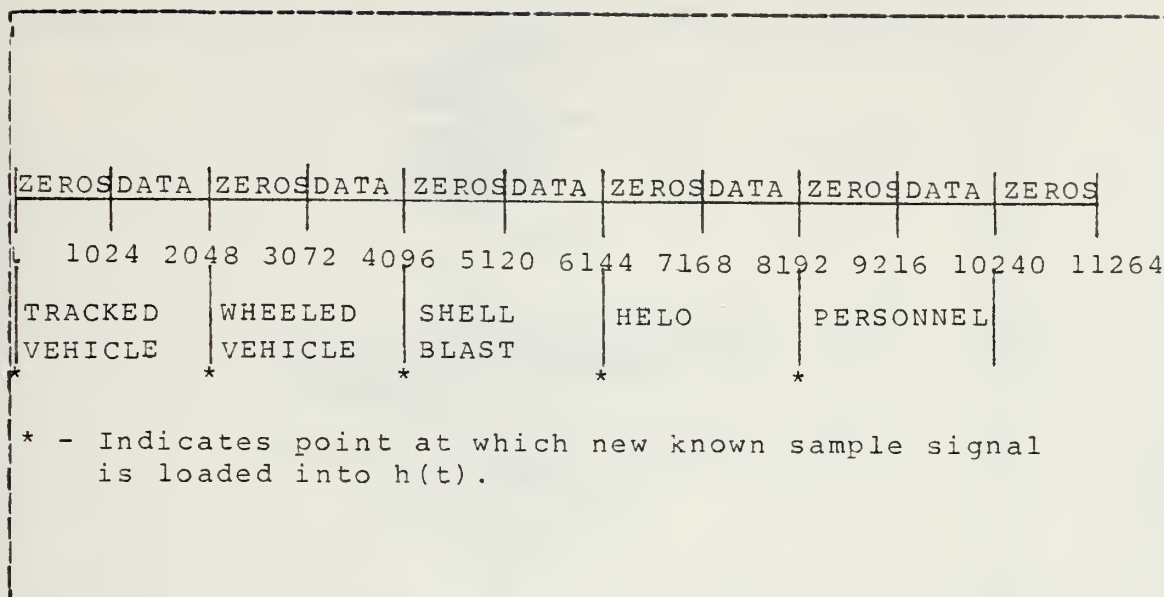 ZEROS DATA ZEROS DATA ZEROS DATA ZEROS DATA ZEROS DATA ZEROS
1024 2048 3072 4096 5120 6144 7168 8192 9216 10240 11264
TRACKED WHEELED SHELL HELO PERSONNEL
VEHICLE VEHICLE BLAST
* * * * *
* - Indicates point at which new known sample signal
is loaded into h(t).